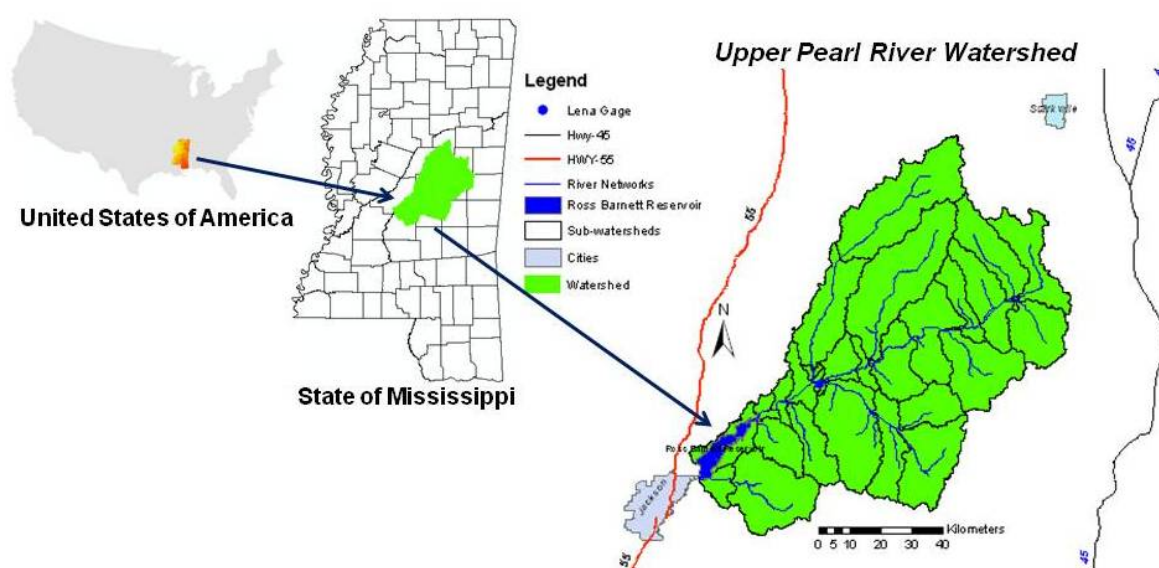 Upper Pearl River Watershed
United States of America
State of Mississippi
Legend
Lena Gage
Hwy-45
HWY-55
River Networks
Ross Barnett Reservoir
Sub-watersheds
Cities
Watershed
45
Starkville
45
55
N
Ross Barnett Reservoir
Jackson
55
Kilometers
0 5 10 20 30 40
45